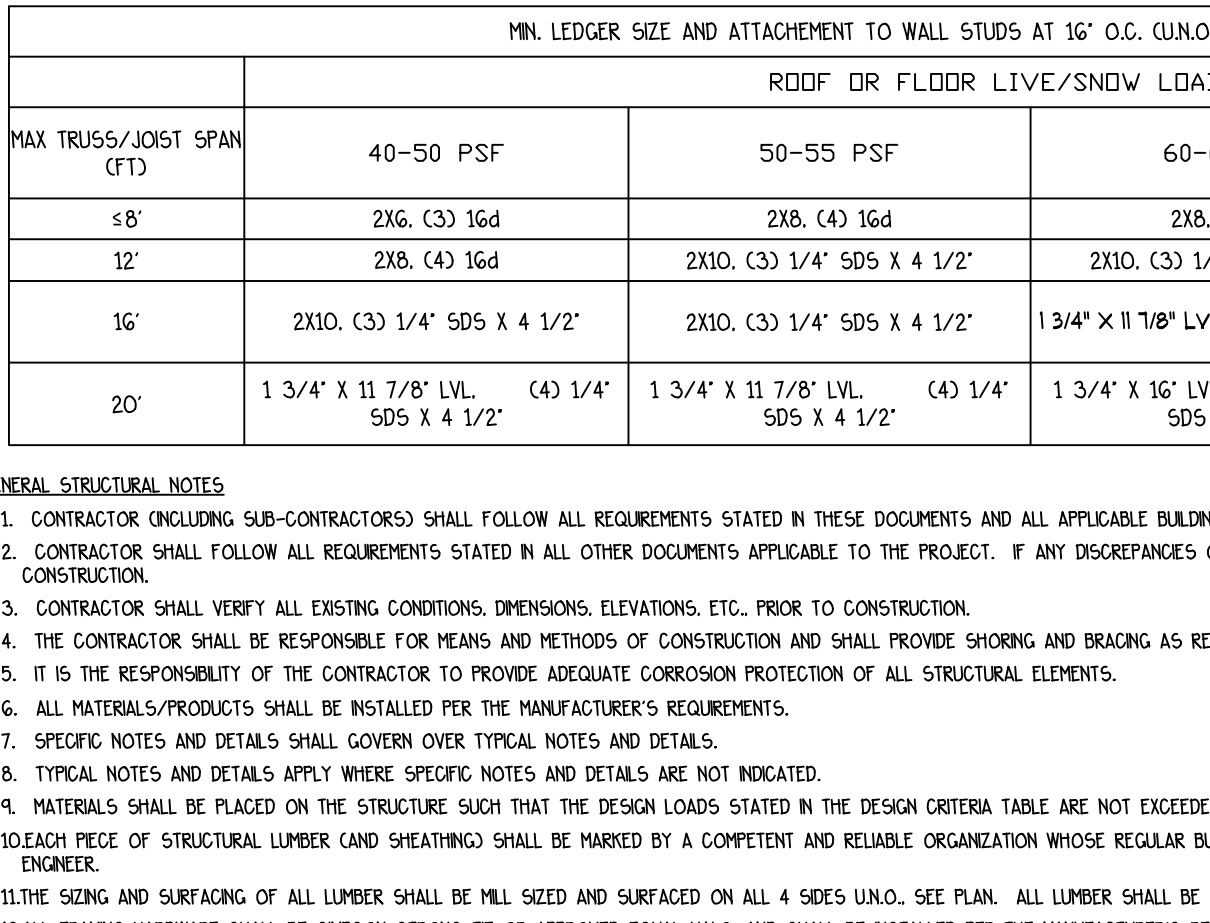 MIN. LEDGER SIZE AND ATTACHEMENT TO WALL STUDS AT 16" O.C. (U.N.O
ROOF OR FLOOR LIVE/SNOW LOA
MAX TRUSS/JOIST SPAN
(FT)
40-50 PSF
50-55 PSF
60-
≤8'
2X6, (3) 16d
2X8, (4) 16d
2X8,
12'
2X8, (4) 16d
2X10, (3) 1/4" SDS X 4 1/2"
2X10, (3) 1/
16'
2X10, (3) 1/4" SDS X 4 1/2"
2X10, (3) 1/4" SDS X 4 1/2"
1 3/4" X 11 7/8" LV
20'
1 3/4" X 11 7/8" LVL, (4) 1/4"
SDS X 4 1/2"
1 3/4" X 11 7/8" LVL, (4) 1/4"
SDS X 4 1/2"
1 3/4" X 16" LV
SDS
NERAL STRUCTURAL NOTES
1. CONTRACTOR (INCLUDING SUB-CONTRACTORS) SHALL FOLLOW ALL REQUIREMENTS STATED IN THESE DOCUMENTS AND ALL APPLICABLE BUILDIN
2. CONTRACTOR SHALL FOLLOW ALL REQUIREMENTS STATED IN ALL OTHER DOCUMENTS APPLICABLE TO THE PROJECT. IF ANY DISCREPANCIES
CONSTRUCTION.
3. CONTRACTOR SHALL VERIFY ALL EXISTING CONDITIONS, DIMENSIONS, ELEVATIONS, ETC., PRIOR TO CONSTRUCTION.
4. THE CONTRACTOR SHALL BE RESPONSIBLE FOR MEANS AND METHODS OF CONSTRUCTION AND SHALL PROVIDE SHORING AND BRACING AS RE
5. IT IS THE RESPONSIBILITY OF THE CONTRACTOR TO PROVIDE ADEQUATE CORROSION PROTECTION OF ALL STRUCTURAL ELEMENTS.
6. ALL MATERIALS/PRODUCTS SHALL BE INSTALLED PER THE MANUFACTURER'S REQUIREMENTS.
7. SPECIFIC NOTES AND DETAILS SHALL GOVERN OVER TYPICAL NOTES AND DETAILS.
8. TYPICAL NOTES AND DETAILS APPLY WHERE SPECIFIC NOTES AND DETAILS ARE NOT INDICATED.
9. MATERIALS SHALL BE PLACED ON THE STRUCTURE SUCH THAT THE DESIGN LOADS STATED IN THE DESIGN CRITERIA TABLE ARE NOT EXCEEDE
10.EACH PIECE OF STRUCTURAL LUMBER (AND SHEATHING) SHALL BE MARKED BY A COMPETENT AND RELIABLE ORGANIZATION WHOSE REGULAR BU
ENGINEER.
11.THE SIZING AND SURFACING OF ALL LUMBER SHALL BE MILL SIZED AND SURFACED ON ALL 4 SIDES U.N.O., SEE PLAN. ALL LUMBER SHALL BE